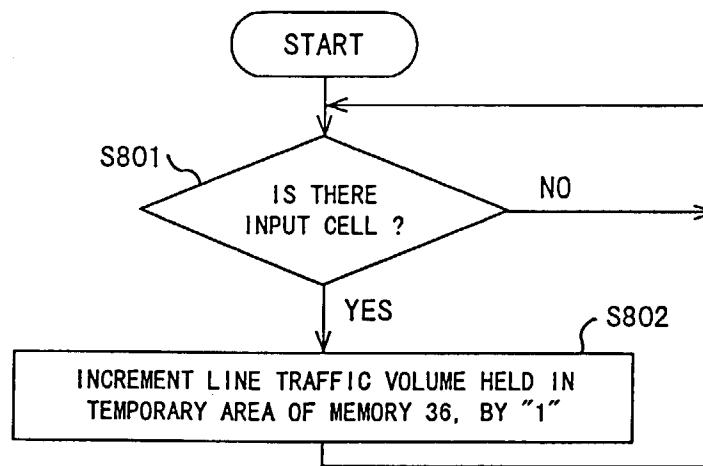 START
S801
IS THERE
INPUT CELL ?
NO
YES
S802
INCREMENT LINE TRAFFIC VOLUME HELD IN
TEMPORARY AREA OF MEMORY 36, BY "1"